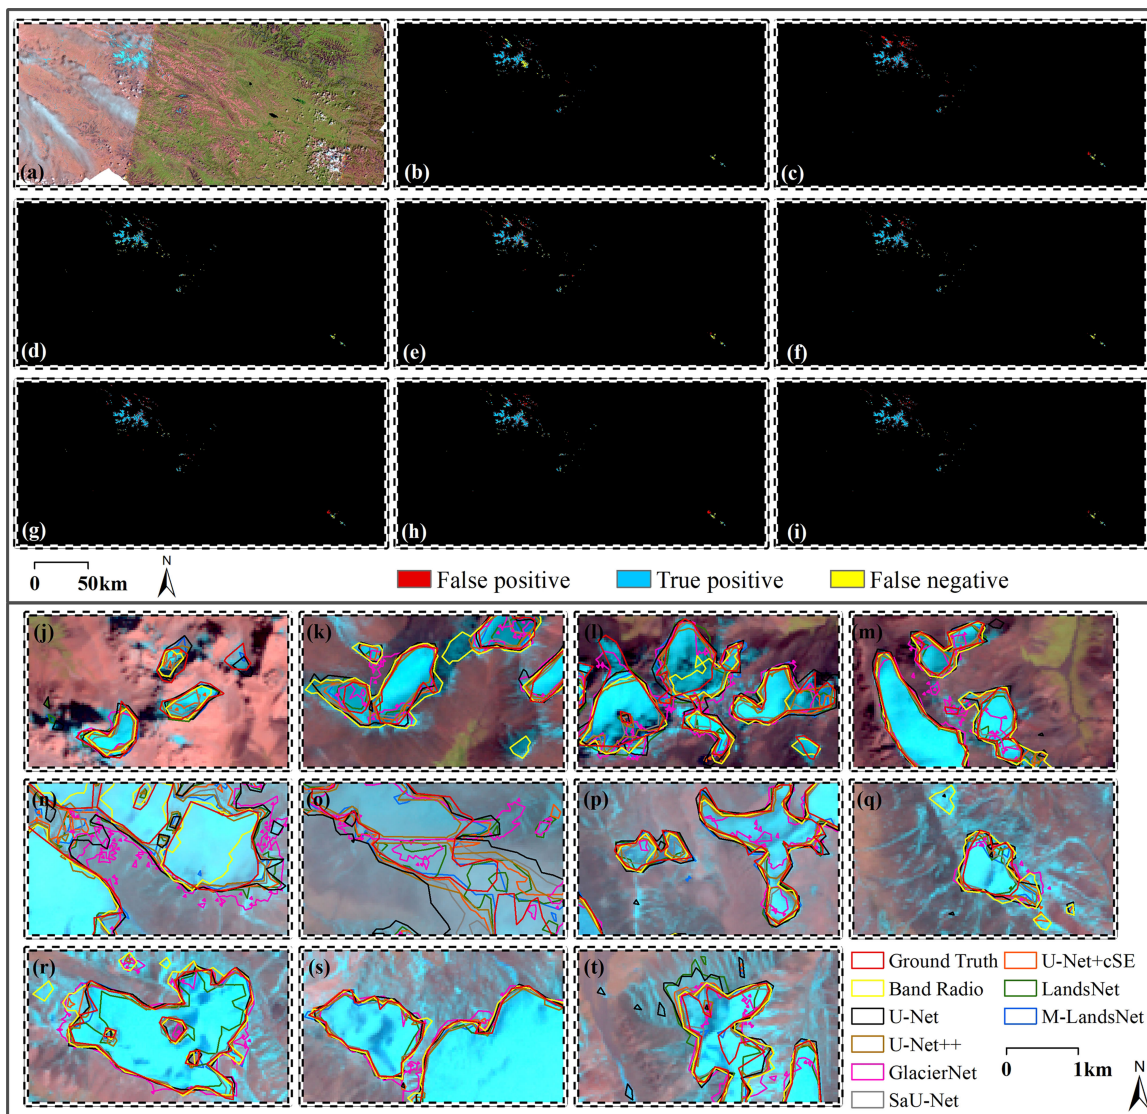 (a)
(b)
(c)
(d)
(e)
(f)
(g)
(h)
(i)
0 50km
N
False positive
True positive
False negative
(j)
(k)
(l)
(m)
(n)
(o)
(p)
(q)
(r)
(s)
(t)
Ground Truth
Band Radio
U-Net
U-Net++
GlacierNet
SaU-Net
U-Net+cSE
LandsNet
M-LandsNet
0 1km
N